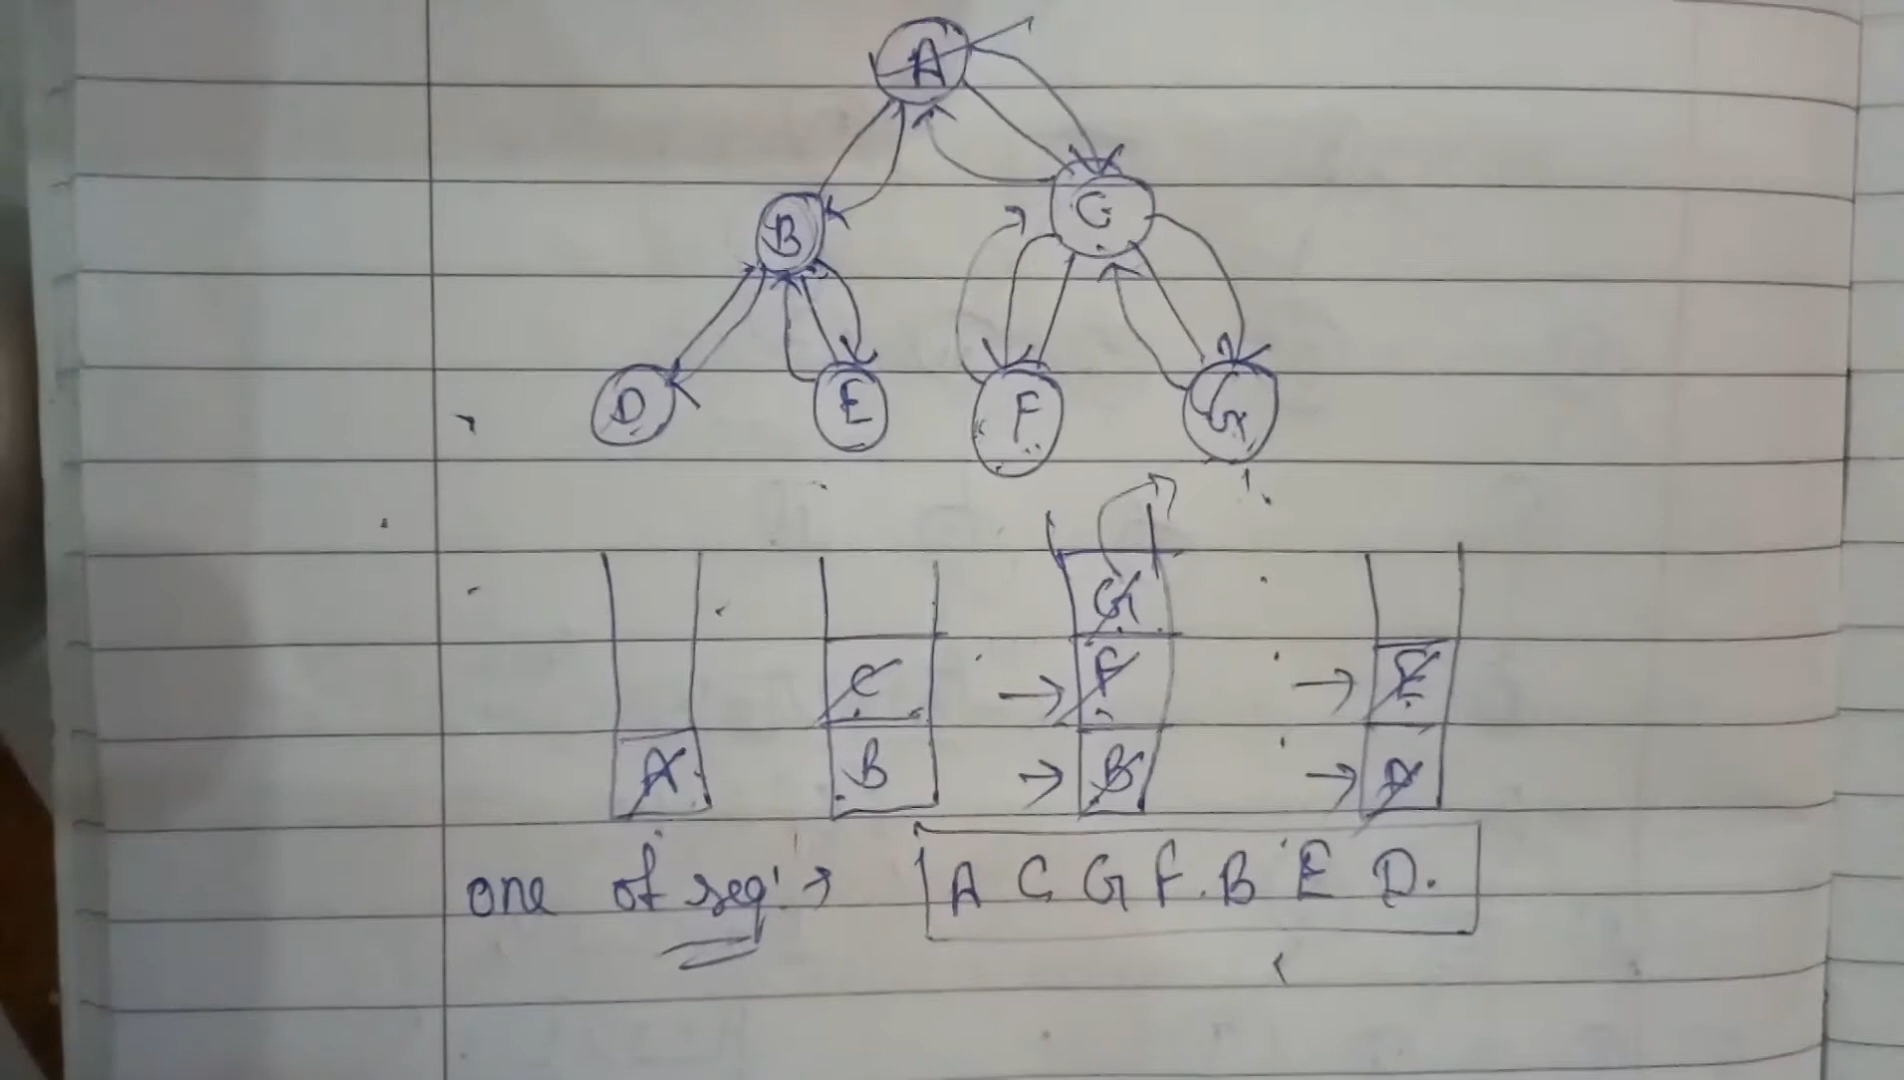 A
B C
D E F G
G
C F E
A B B D
one of seq: → A C G F. B E D.